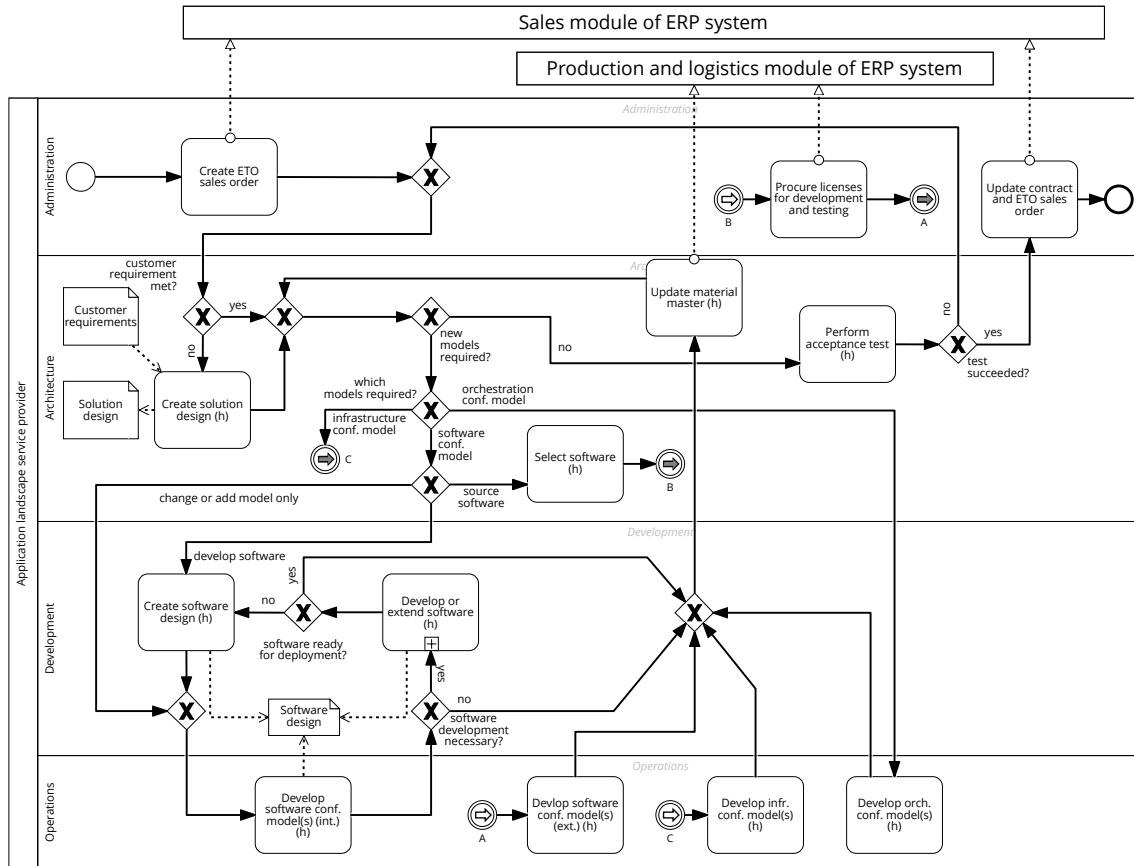 Sales module of ERP system
Production and logistics module of ERP system
Application landscape service provider
Administration
Administration
Create ETO
sales order
Procure licenses
for development
and testing
B
A
Update contract
and ETO sales
order
Architecture
customer
requirement
met?
yes
no
Customer
requirements
Solution
design
Create solution
design (h)
new
models
required?
no
Update material
master (h)
Perform
acceptance test
(h)
no
yes
test
succeeded?
which
models required?
orchestration
conf. model
infrastructure
conf. model
software
conf.
model
C
Select software
(h)
B
source
software
change or add model only
Development
Development
develop software
Create software
design (h)
no
yes
software ready
for deployment?
Develop or
extend software
(h)
yes
no
software
development
necessary?
Software
design
Operations
Operations
Develop
software conf.
model(s) (int.)
(h)
A
Devlop software
conf. model(s)
(ext.) (h)
C
Develop infr.
conf. model(s)
(h)
Develop orch.
conf. model(s)
(h)